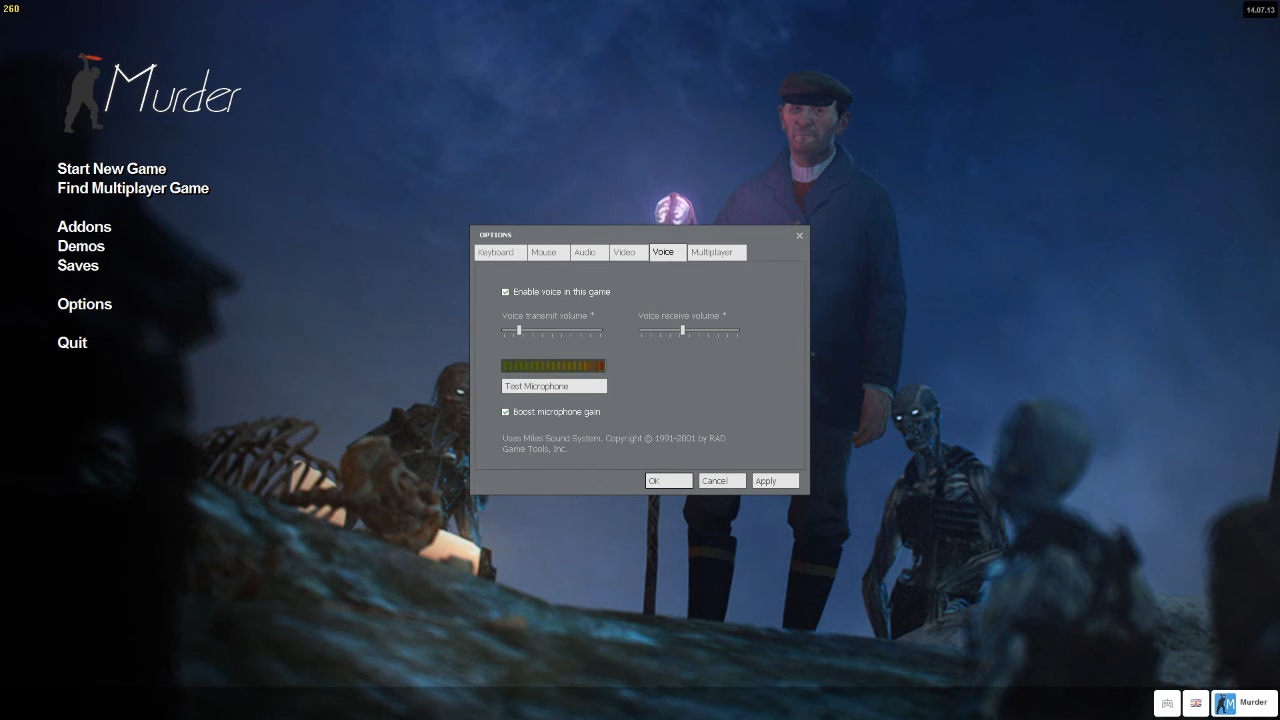 260
14.07.13
Murder
Start New Game
Find Multiplayer Game
Addons
Demos
Saves
Options
Quit
OPTIONS
Keyboard Mouse Audio Video Voice Multiplayer
Enable voice in this game
Voice transmit volume * Voice receive volume *
Test Microphone
Boost microphone gain
Uses Miles Sound System. Copyright © 1991-2001 by RAD
Game Tools, Inc.
OK Cancel Apply
M Murder